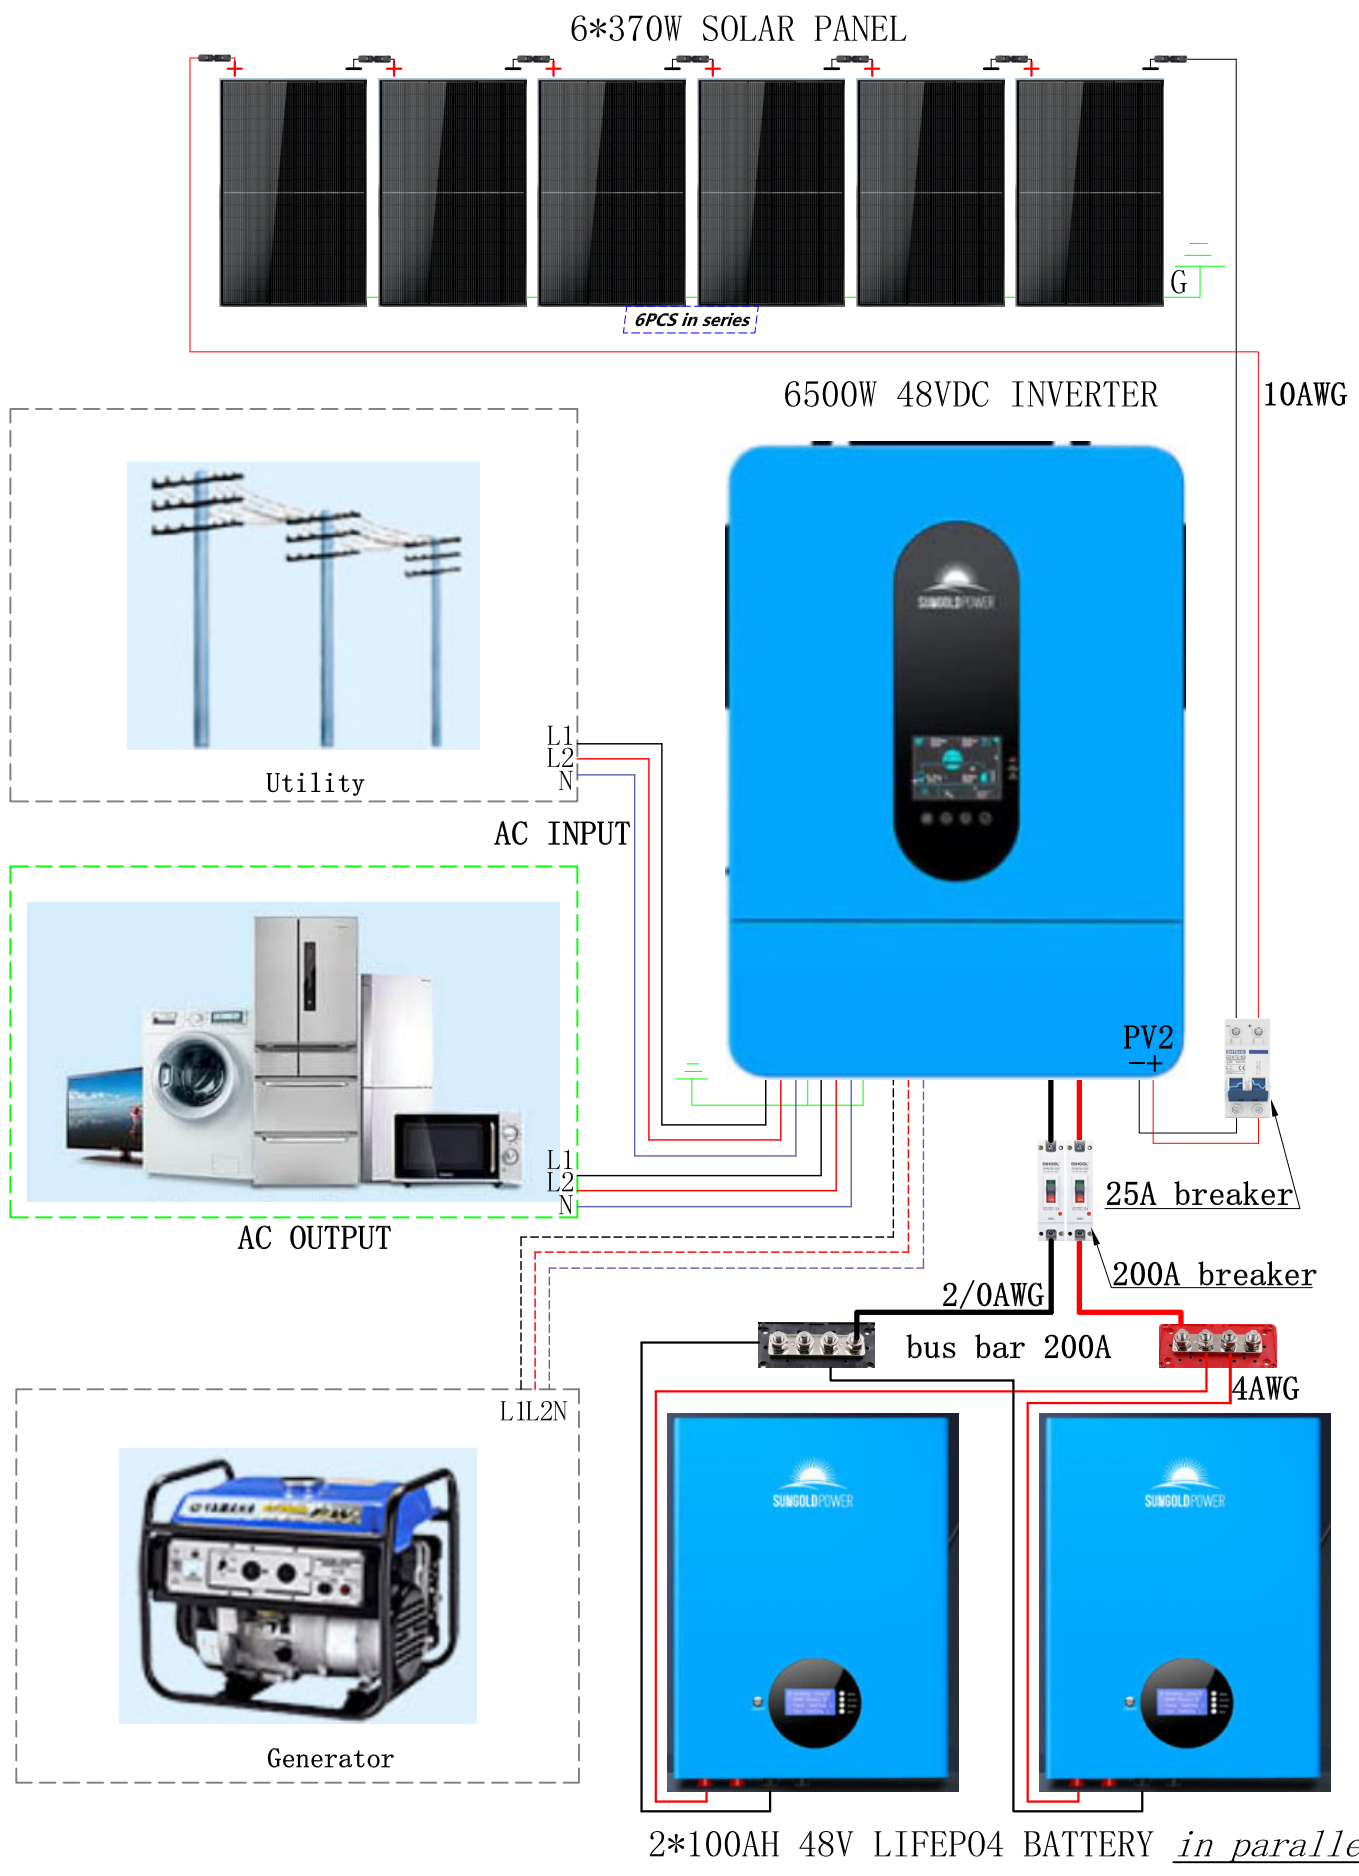 6*370W SOLAR PANEL
G
6PCS in series
6500W 48VDC INVERTER
10AWG
SUNGOLDPOWER
L1
L2
N
Utility
AC INPUT
PV2
-+
L1
L2
N
AC OUTPUT
25A breaker
200A breaker
2/0AWG
bus bar 200A
4AWG
L1L2N
SUNGOLDPOWER
SUNGOLDPOWER
YAMAHA
Generator
2*100AH 48V LIFEPO4 BATTERY in paralle